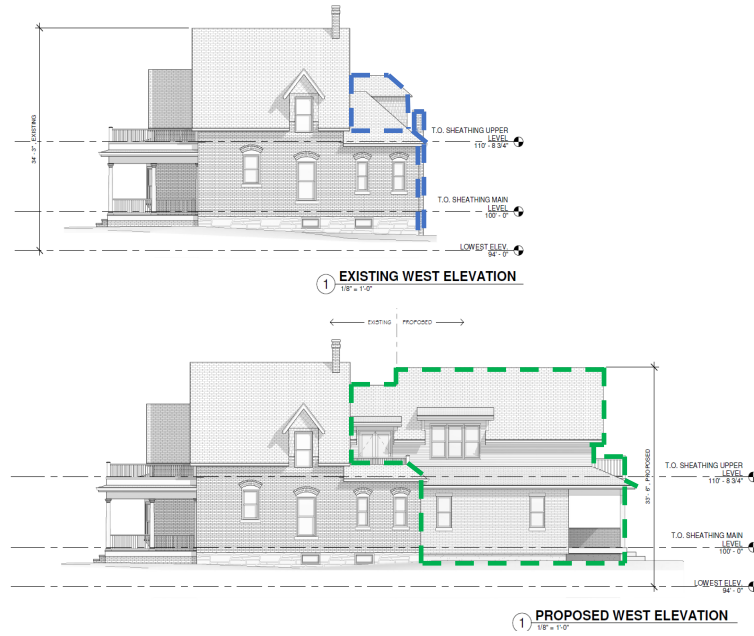 34' - 3", EXISTING
T.O. SHEATHING UPPER
LEVEL
110' - 8 3/4"
T.O. SHEATHING MAIN
LEVEL
100' - 0"
LOWEST ELEV.
94' - 0"
1 EXISTING WEST ELEVATION
1/8" = 1'-0"
EXISTING PROPOSED
33' - 6", PROPOSED
T.O. SHEATHING UPPER
LEVEL
110' - 8 3/4"
T.O. SHEATHING MAIN
LEVEL
100' - 0"
LOWEST ELEV.
94' - 0"
1 PROPOSED WEST ELEVATION
1/8" = 1'-0"